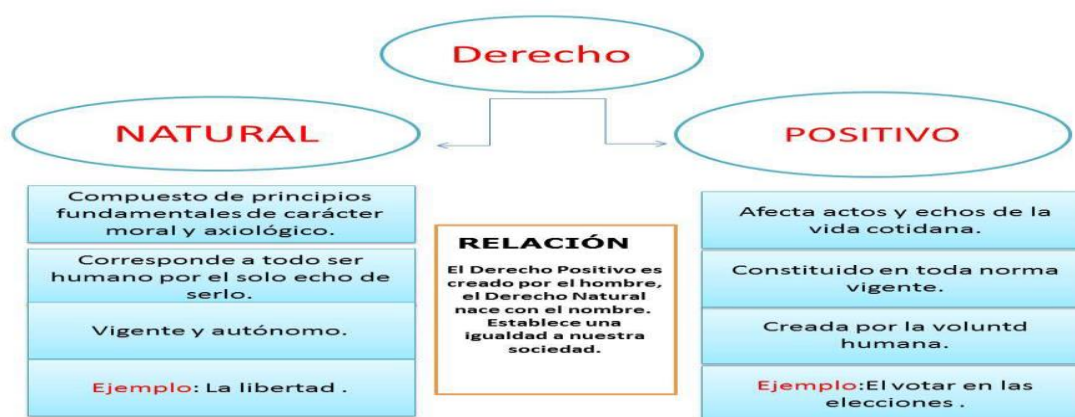 Derecho
NATURAL
POSITIVO
Compuesto de principios
fundamentales de carácter
moral y axiológico.
Corresponde a todo ser
humano por el solo echo de
serlo.
Vigente y autónomo.
Ejemplo: La libertad .
RELACIÓN
El Derecho Positivo es
creado por el hombre,
el Derecho Natural
nace con el nombre.
Establece una
igualdad a nuestra
sociedad.
Afecta actos y echos de la
vida cotidana.
Constituido en toda norma
vigente.
Creada por la voluntd
humana.
Ejemplo:El votar en las
elecciones .